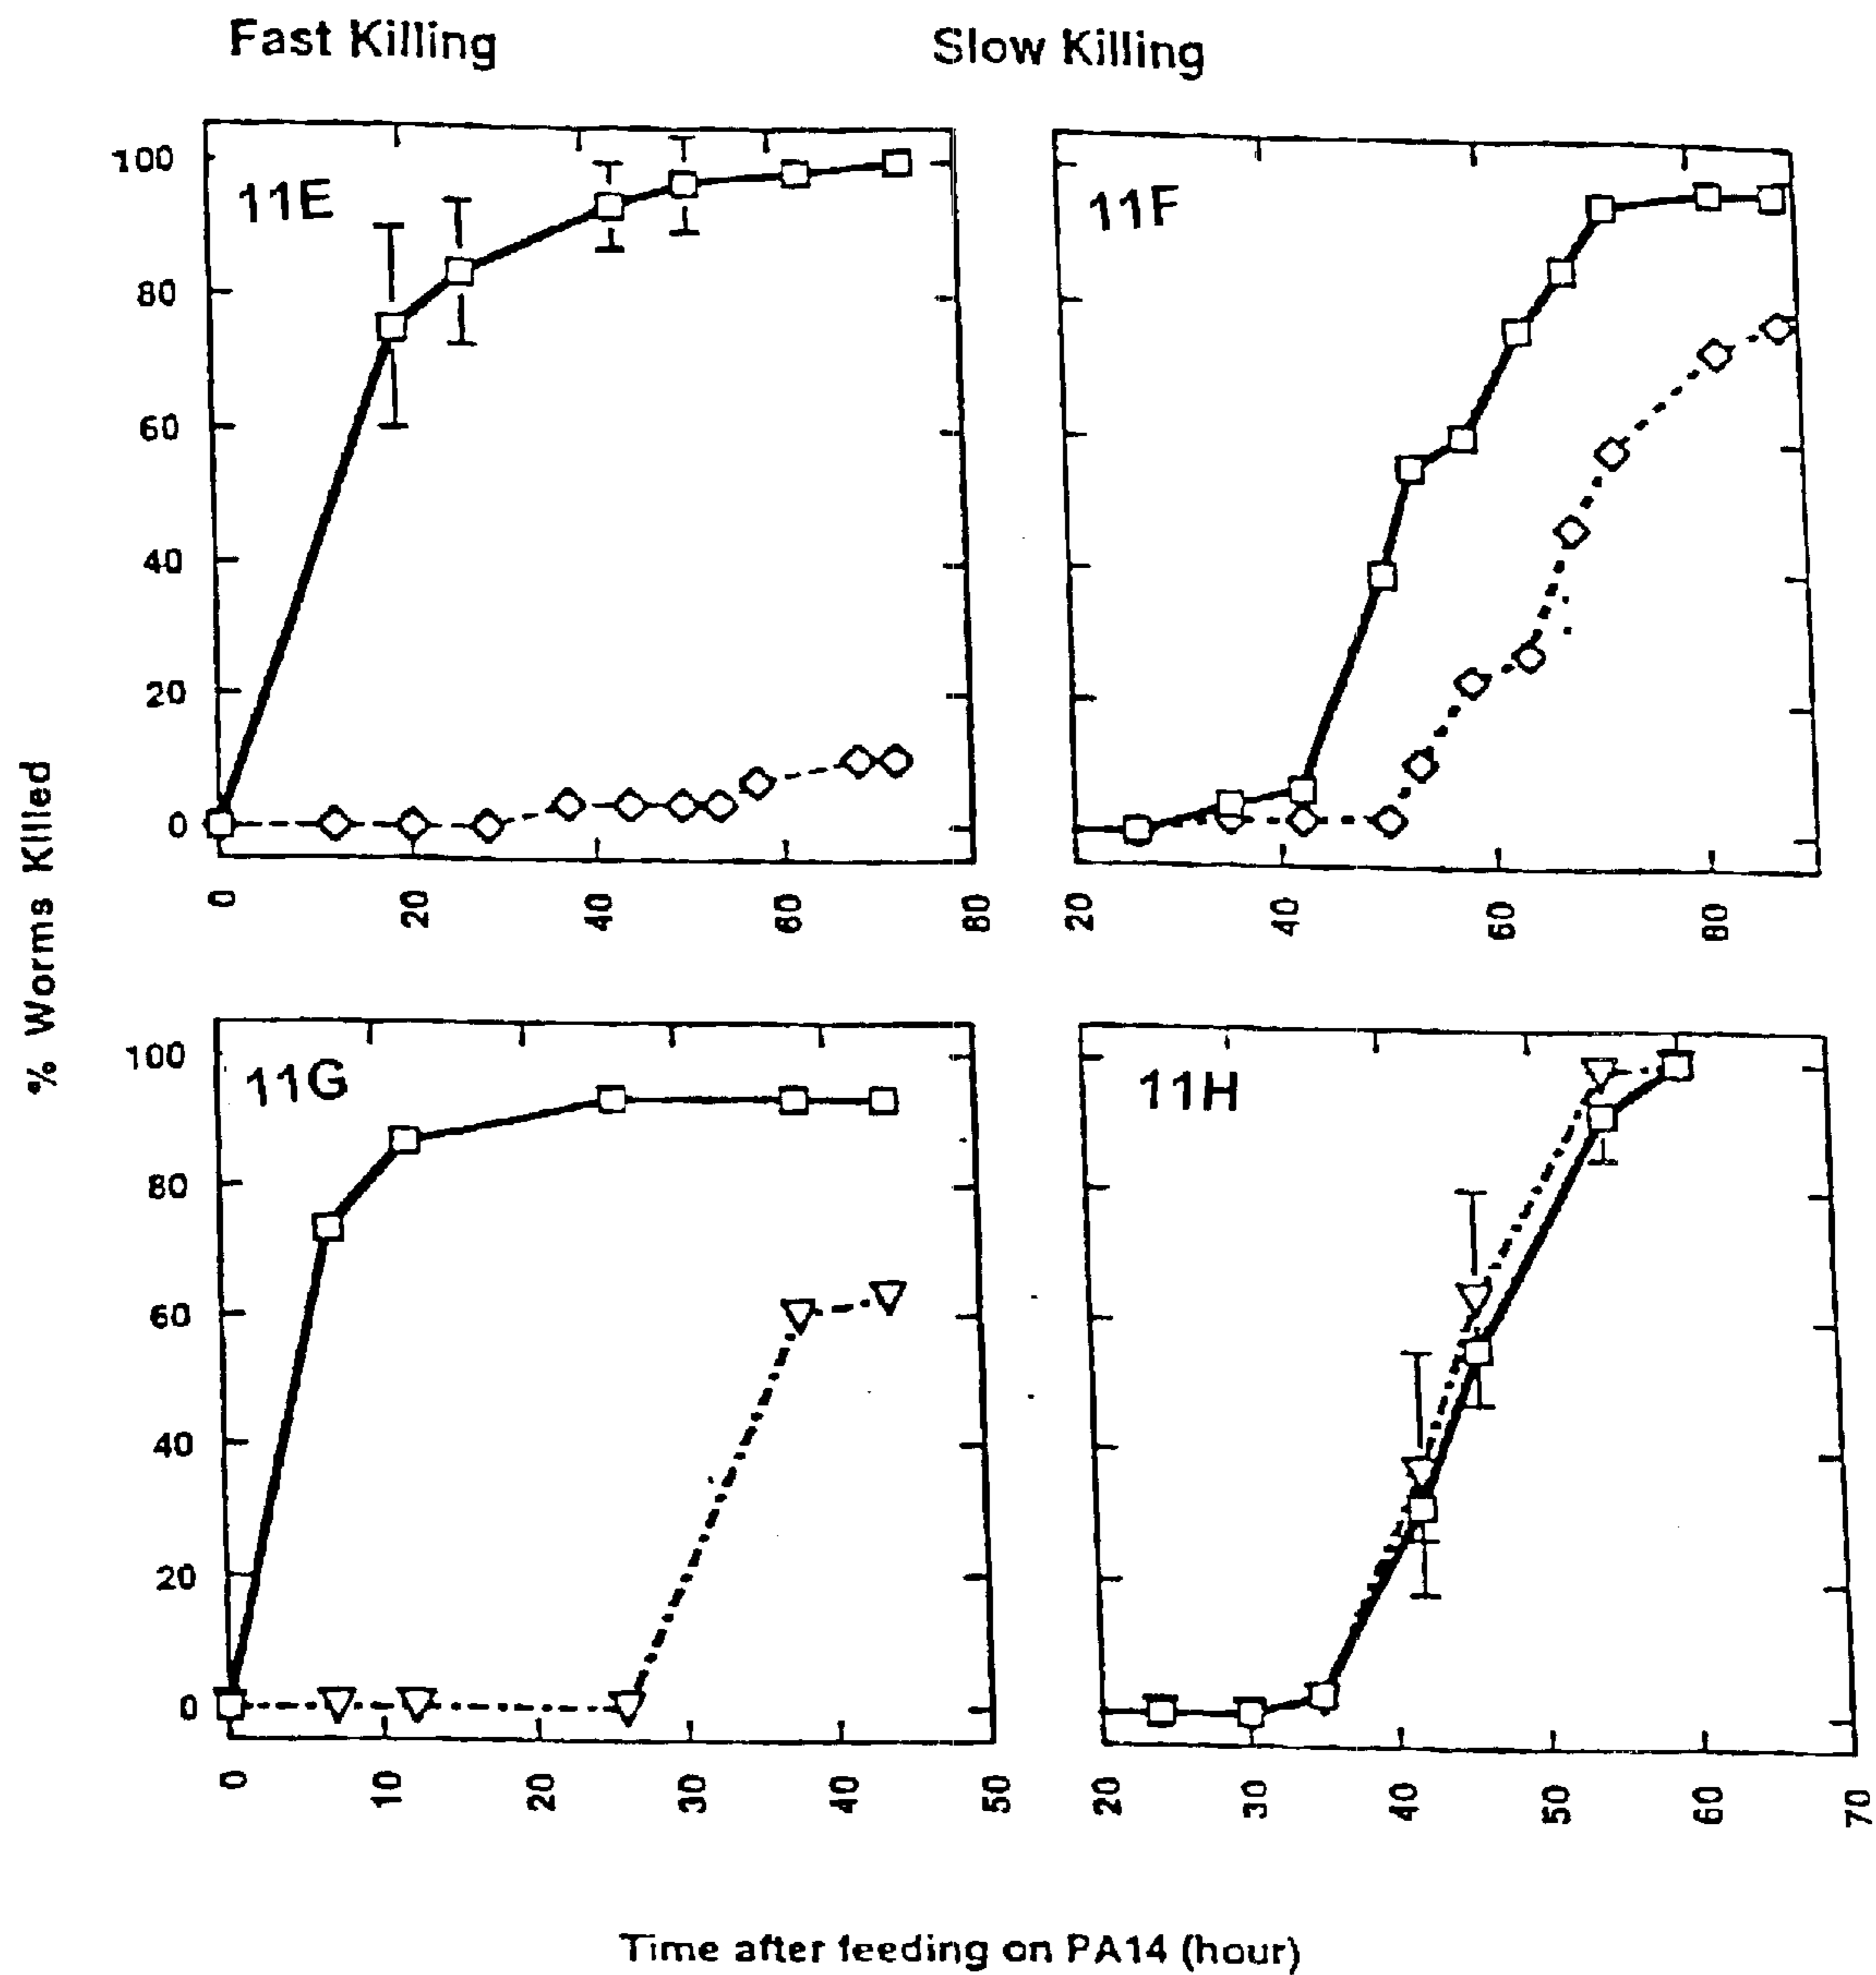 Fast Killing
Slow Killing
% Worms Killed
11E
100
80
60
40
20
0
0 20 40 60 80
11F
20 40 60 80
11G
100
80
60
40
20
0
0 10 20 30 40 50
11H
20 30 40 50 60 70
Time after feeding on PA14 (hour)